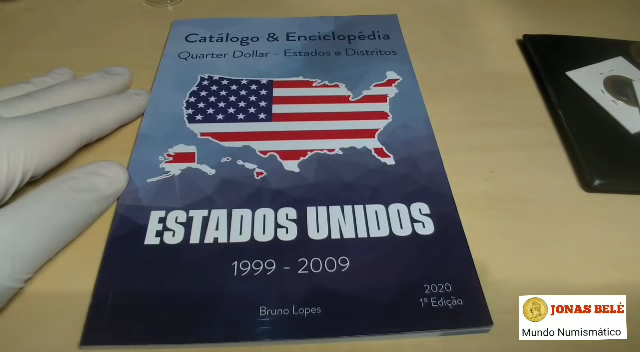 Catálogo & Enciclopédia
Quarter Dollar - Estados e Distritos
ESTADOS UNIDOS
1999 - 2009
2020
1ª Edição
Bruno Lopes
JONAS BELÉ
Mundo Numismático